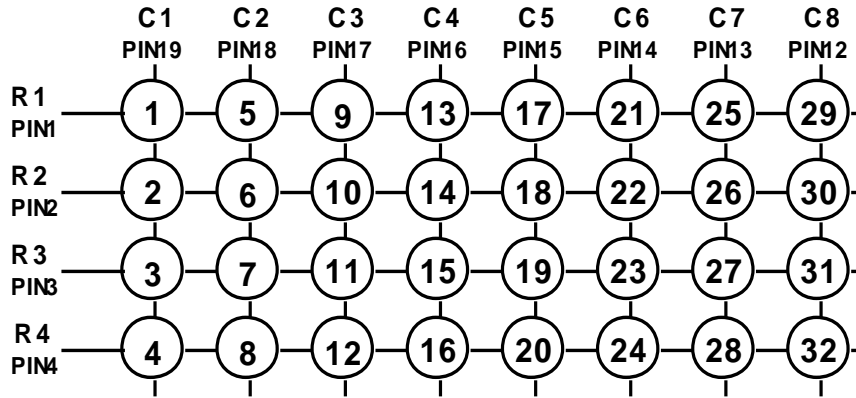 C1 C2 C3 C4 C5 C6 C7 C8
PIN19 PIN18 PIN17 PIN16 PIN15 PIN14 PIN13 PIN12
R1
PIN1
1 5 9 13 17 21 25 29
R2
PIN2
2 6 10 14 18 22 26 30
R3
PIN3
3 7 11 15 19 23 27 31
R4
PIN4
4 8 12 16 20 24 28 32